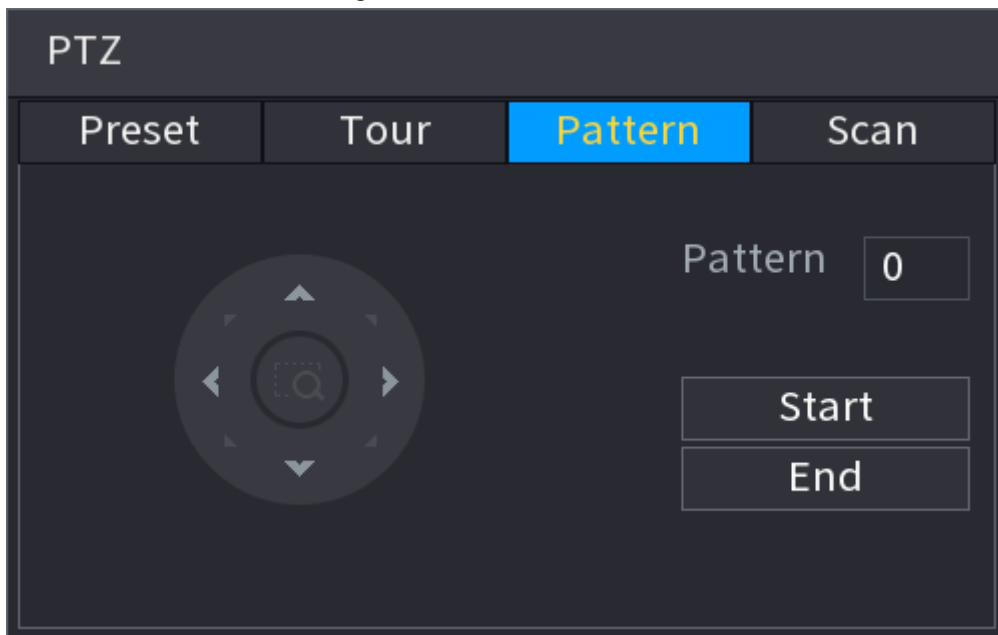 PTZ
Preset Tour Pattern Scan
Pattern 0
Start
End